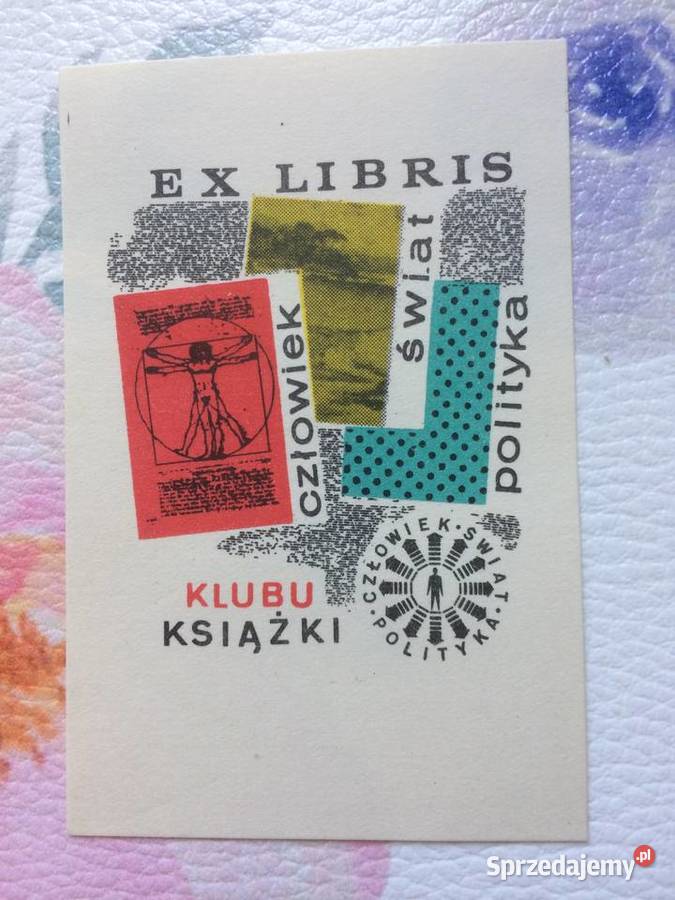 EX LIBRIS
człowiek
świat
polityka
KLUBU
KSIĄŻKI
CZŁOWIEK · ŚWIAT · POLITYKA ·
Sprzedajemy.pl